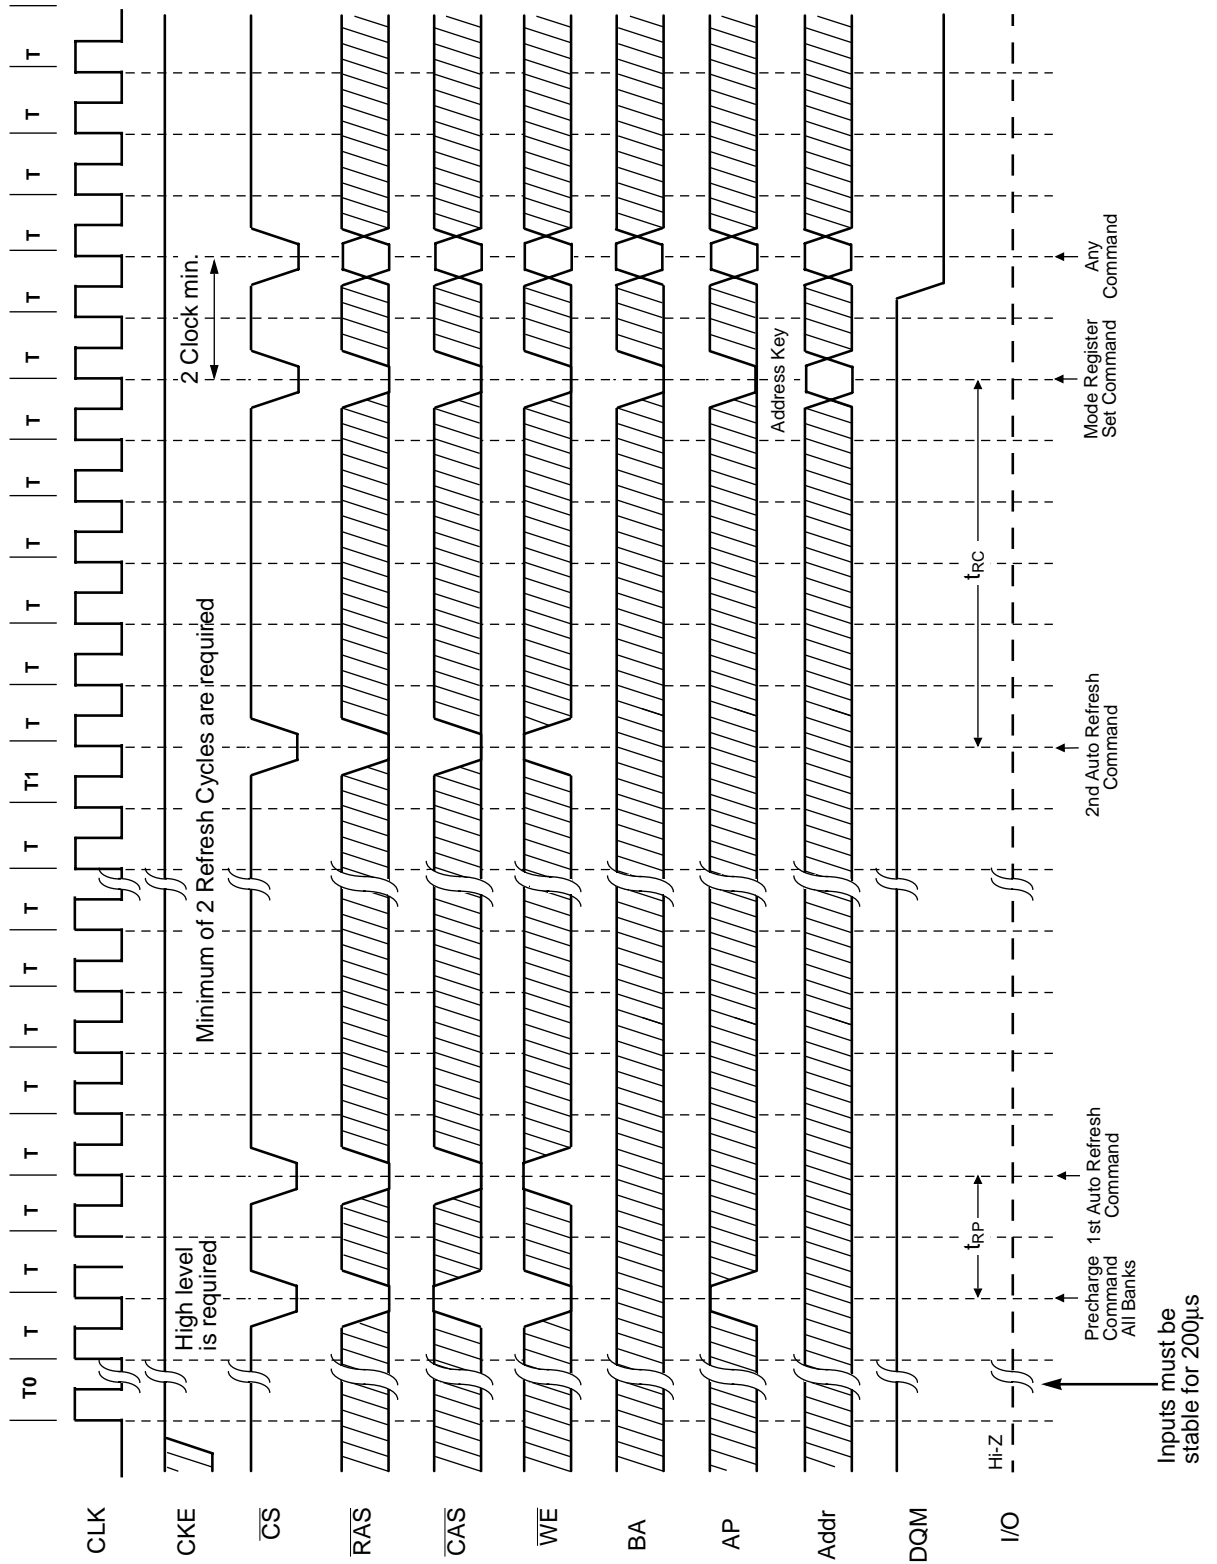 T0 T T T T T T T T T T1 T T T T T T T T T T T T
CLK
CKE
High level
is required
Minimum of 2 Refresh Cycles are required
2 Clock min.
CS
RAS
CAS
WE
BA
AP
Address Key
Addr
DQM
tRP
tRC
Hi-Z
I/O
Precharge
Command
All Banks
1st Auto Refresh
Command
2nd Auto Refresh
Command
Mode Register
Set Command
Any
Command
Inputs must be
stable for 200µs